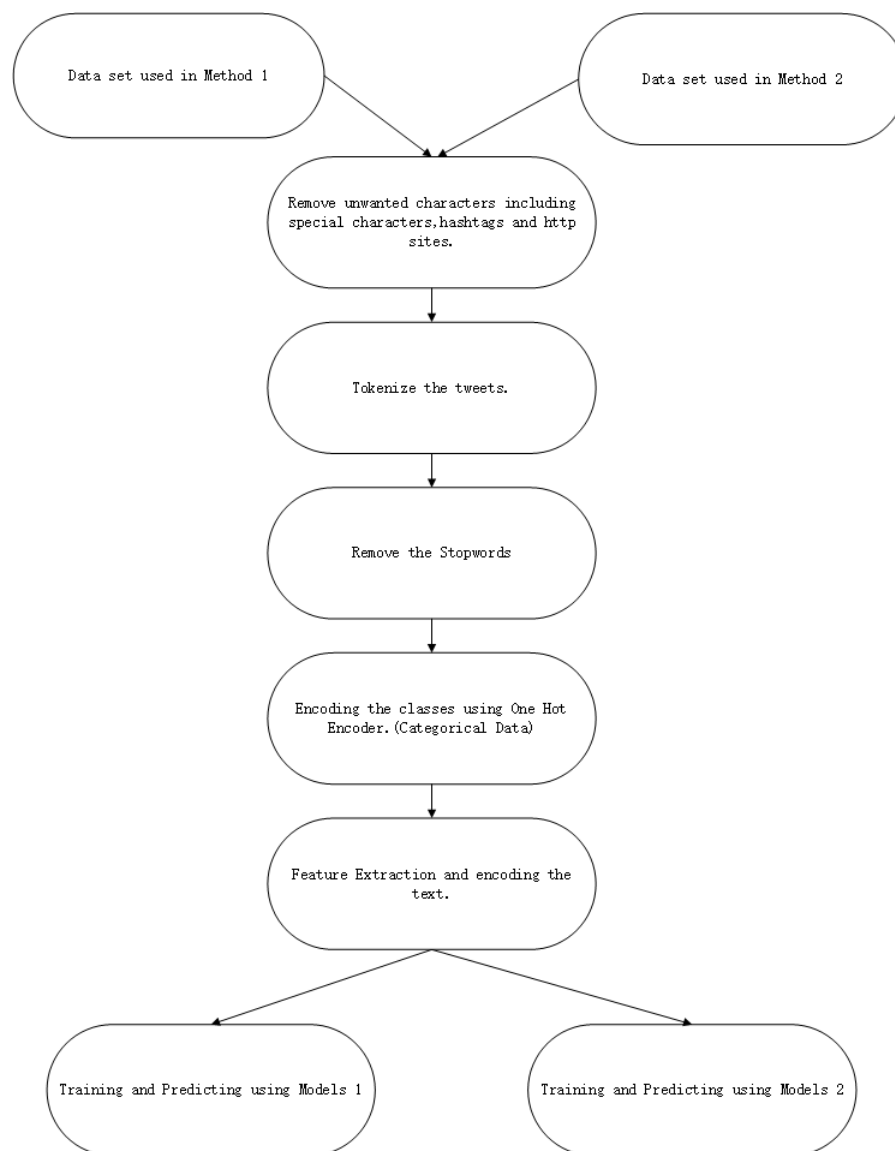 Data set used in Method 1
Data set used in Method 2
Remove unwanted characters including
special characters,hashtags and http
sites.
Tokenize the tweets.
Remove the Stopwords
Encoding the classes using One Hot
Encoder.(Categorical Data)
Feature Extraction and encoding the
text.
Training and Predicting using Models 1
Training and Predicting using Models 2